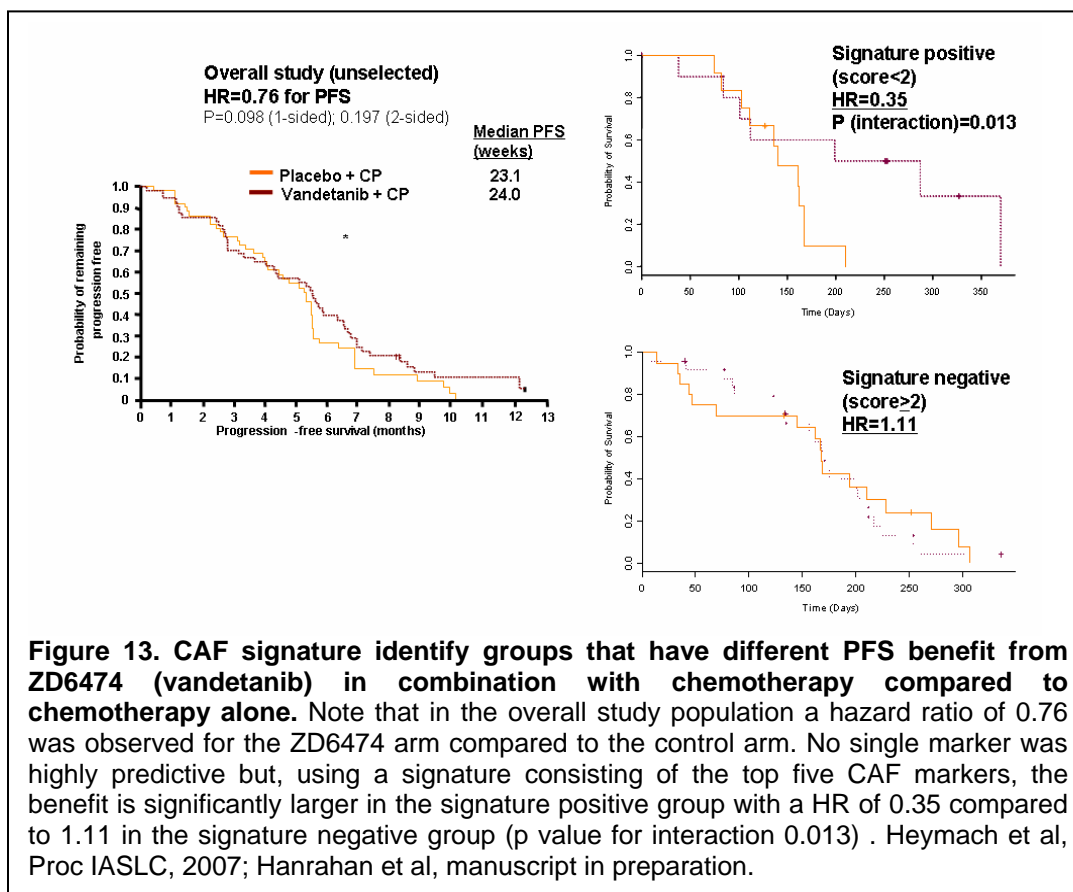 Overall study (unselected)
HR=0.76 for PFS
P=0.098 (1-sided); 0.197 (2-sided)
Median PFS
(weeks)
Placebo + CP 23.1
Vandetanib + CP 24.0
*
Probability of remaining
progression free
1.0
0.9
0.8
0.7
0.6
0.5
0.4
0.3
0.2
0.1
0
0 1 2 3 4 5 6 7 8 9 10 11 12 13
Progression -free survival (months)
Signature positive
(score<2)
HR=0.35
P (interaction)=0.013
Probability of Survival
1.0
0.8
0.6
0.4
0.2
0.0
0 50 100 150 200 250 300 350
Time (Days)
Signature negative
(score≥2)
HR=1.11
Probability of Survival
1.0
0.8
0.6
0.4
0.2
0.0
0 50 100 150 200 250 300
Time (Days)
Figure 13. CAF signature identify groups that have different PFS benefit from
ZD6474 (vandetanib) in combination with chemotherapy compared to
chemotherapy alone. Note that in the overall study population a hazard ratio of 0.76
was observed for the ZD6474 arm compared to the control arm. No single marker was
highly predictive but, using a signature consisting of the top five CAF markers, the
benefit is significantly larger in the signature positive group with a HR of 0.35 compared
to 1.11 in the signature negative group (p value for interaction 0.013) . Heymach et al,
Proc IASLC, 2007; Hanrahan et al, manuscript in preparation.